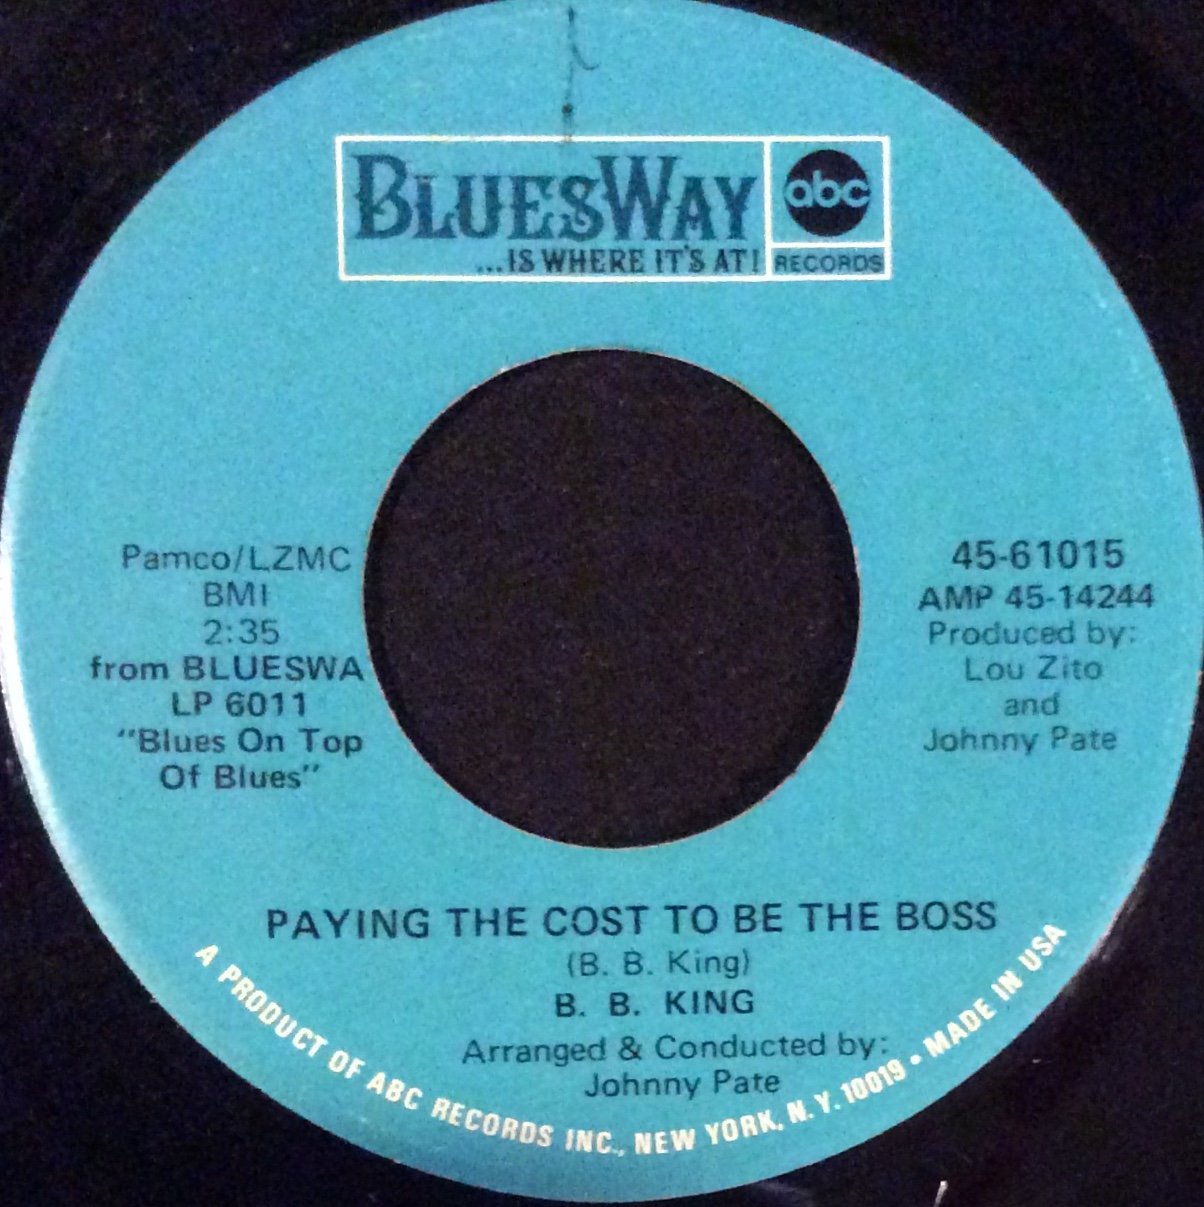 BLUESWAY
...IS WHERE IT'S AT!
abc
RECORDS
Pamco/LZMC
BMI
2:35
from BLUESWA
LP 6011
"Blues On Top
Of Blues"
45-61015
AMP 45-14244
Produced by:
Lou Zito
and
Johnny Pate
PAYING THE COST TO BE THE BOSS
(B. B. King)
B. B. KING
Arranged & Conducted by:
Johnny Pate
A PRODUCT OF ABC RECORDS INC., NEW YORK, N.Y. 10019 • MADE IN USA